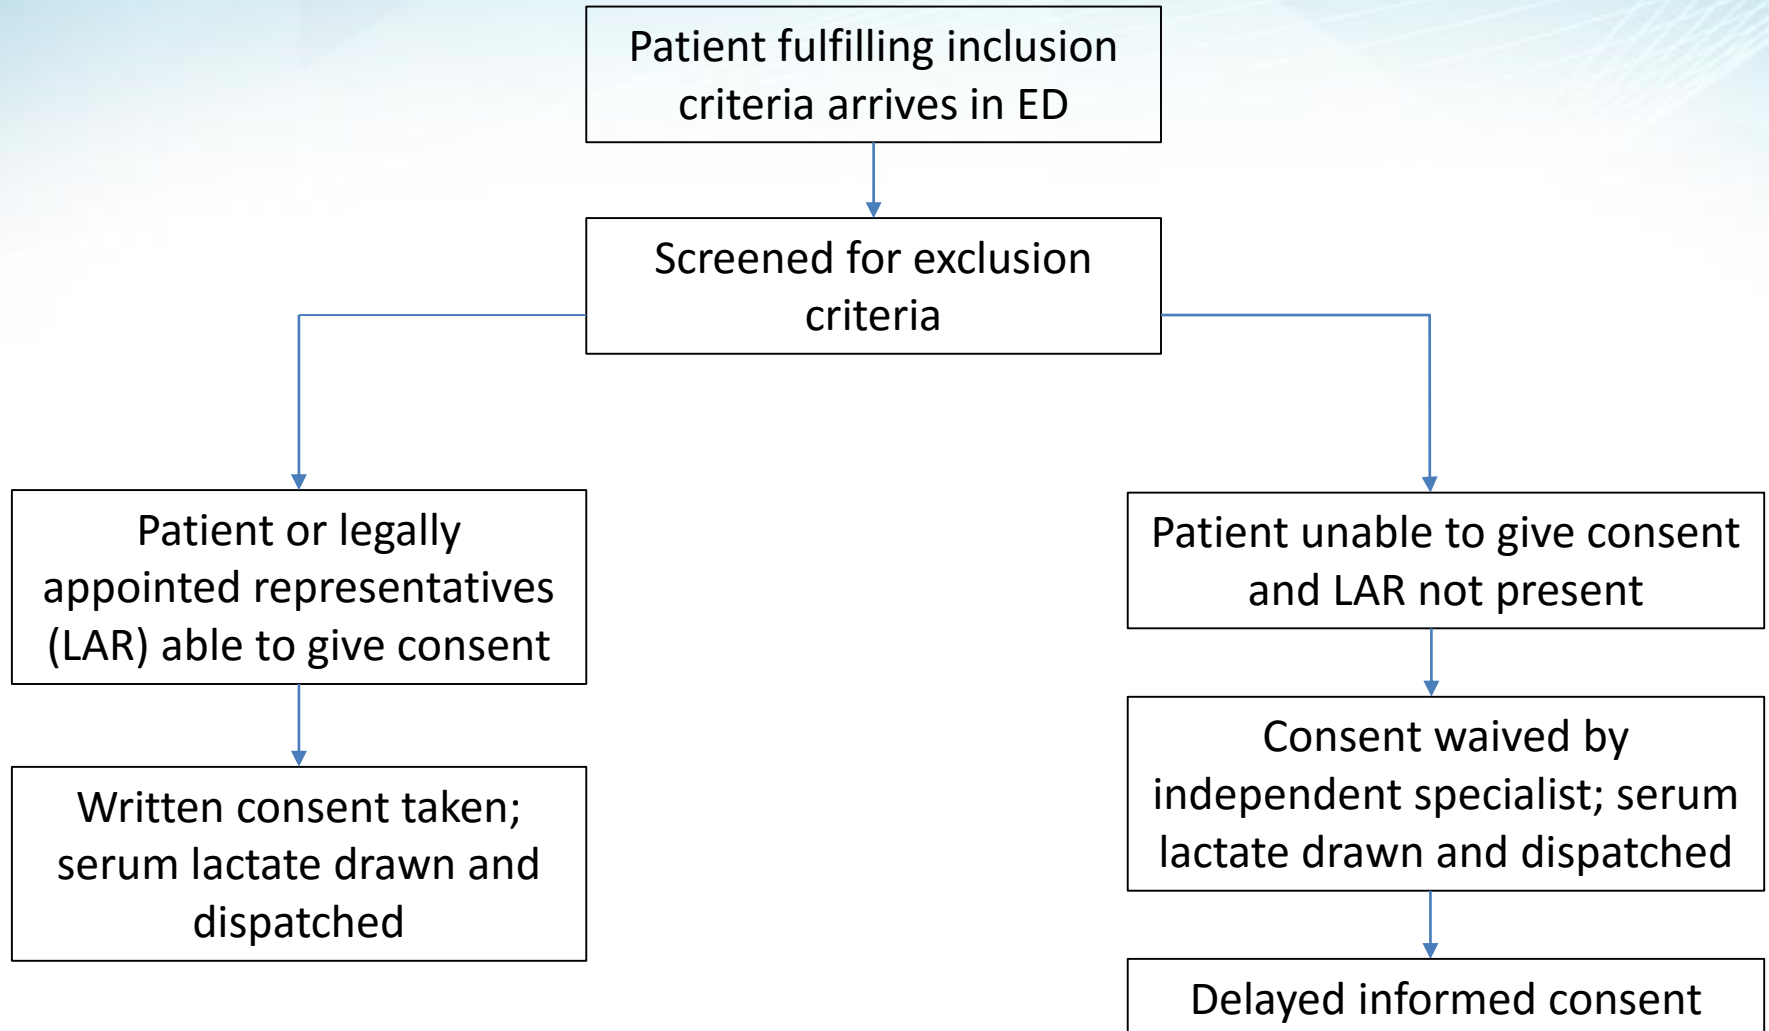 Patient fulfilling inclusion
criteria arrives in ED
Screened for exclusion
criteria
Patient or legally
appointed representatives
(LAR) able to give consent
Written consent taken;
serum lactate drawn and
dispatched
Patient unable to give consent
and LAR not present
Consent waived by
independent specialist; serum
lactate drawn and dispatched
Delayed informed consent